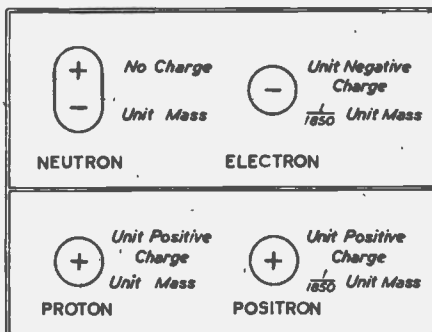 + No Charge
− Unit Mass
NEUTRON
− Unit Negative
Charge
1/1850 Unit Mass
ELECTRON
+ Unit Positive
Charge
Unit Mass
PROTON
+ Unit Positive
Charge
1/1850 Unit Mass
POSITRON